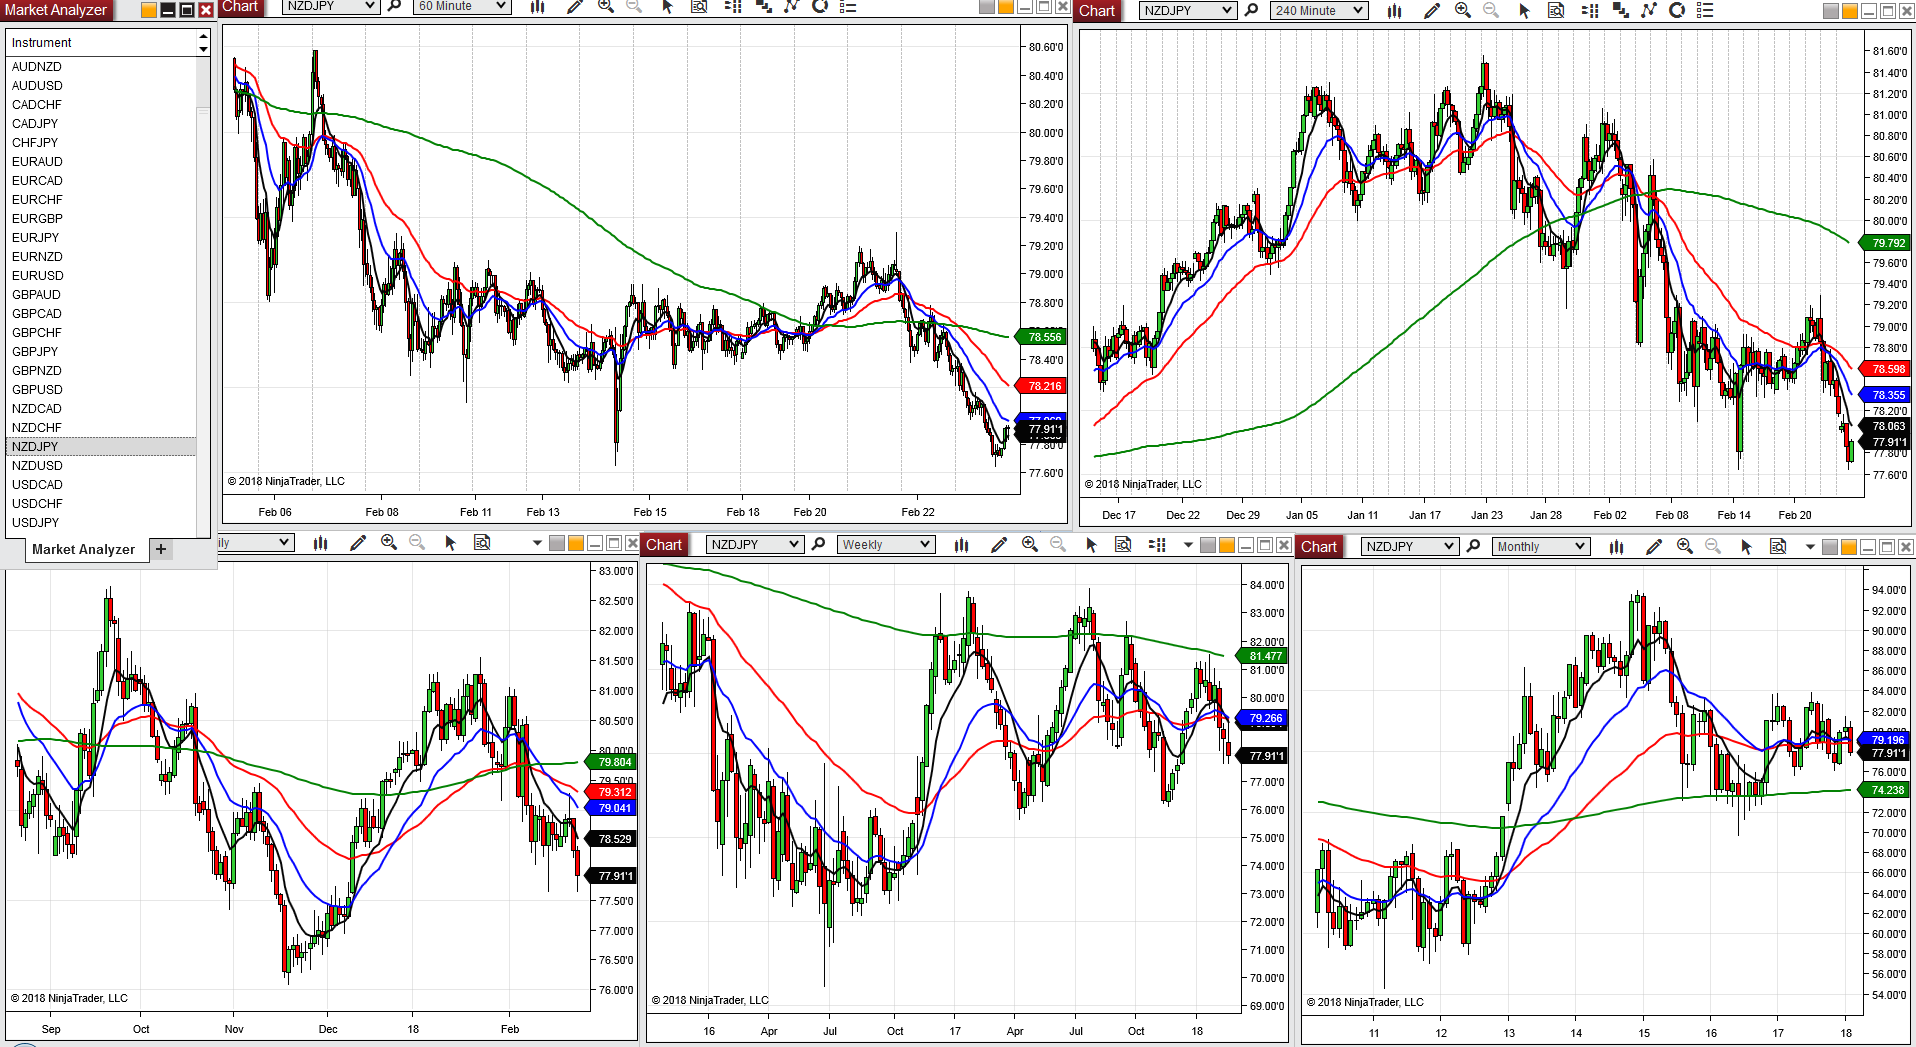 Market Analyzer
Instrument
AUDNZD
AUDUSD
CADCHF
CADJPY
CHFJPY
EURAUD
EURCAD
EURCHF
EURGBP
EURJPY
EURNZD
EURUSD
GBPAUD
GBPCAD
GBPCHF
GBPJPY
GBPNZD
GBPUSD
NZDCAD
NZDCHF
NZDJPY
NZDUSD
USDCAD
USDCHF
USDJPY
Market Analyzer +
Chart NZDJPY 60 Minute
80.60'0
80.40'0
80.20'0
80.00'0
79.80'0
79.60'0
79.40'0
79.20'0
79.00'0
78.80'0
78.556
78.40'0
78.216
77.91'1
77.80'0
77.60'0
© 2018 NinjaTrader, LLC
Feb 06 Feb 08 Feb 11 Feb 13 Feb 15 Feb 18 Feb 20 Feb 22
Chart NZDJPY 240 Minute
81.60'0
81.40'0
81.20'0
81.00'0
80.80'0
80.60'0
80.40'0
80.20'0
80.00'0
79.792
79.60'0
79.40'0
79.20'0
79.00'0
78.80'0
78.598
78.355
78.20'0
78.063
77.91'1
77.80'0
77.60'0
© 2018 NinjaTrader, LLC
Dec 17 Dec 22 Dec 29 Jan 05 Jan 11 Jan 17 Jan 23 Jan 28 Feb 02 Feb 08 Feb 14 Feb 20
ily
83.00'0
82.50'0
82.00'0
81.50'0
81.00'0
80.50'0
80.00'0
79.804
79.50'0
79.312
79.041
78.529
77.91'1
77.50'0
77.00'0
76.50'0
76.00'0
© 2018 NinjaTrader, LLC
Sep Oct Nov Dec 18 Feb
Chart NZDJPY Weekly
84.00'0
83.00'0
82.00'0
81.477
81.00'0
80.00'0
79.266
77.91'1
77.00'0
76.00'0
75.00'0
74.00'0
73.00'0
72.00'0
71.00'0
70.00'0
69.00'0
© 2018 NinjaTrader, LLC
16 Apr Jul Oct 17 Apr Jul Oct 18
Chart NZDJPY Monthly
94.00'0
92.00'0
90.00'0
88.00'0
86.00'0
84.00'0
82.00'0
79.196
77.91'1
76.00'0
74.238
72.00'0
70.00'0
68.00'0
66.00'0
64.00'0
62.00'0
60.00'0
58.00'0
56.00'0
54.00'0
© 2018 NinjaTrader, LLC
11 12 13 14 15 16 17 18